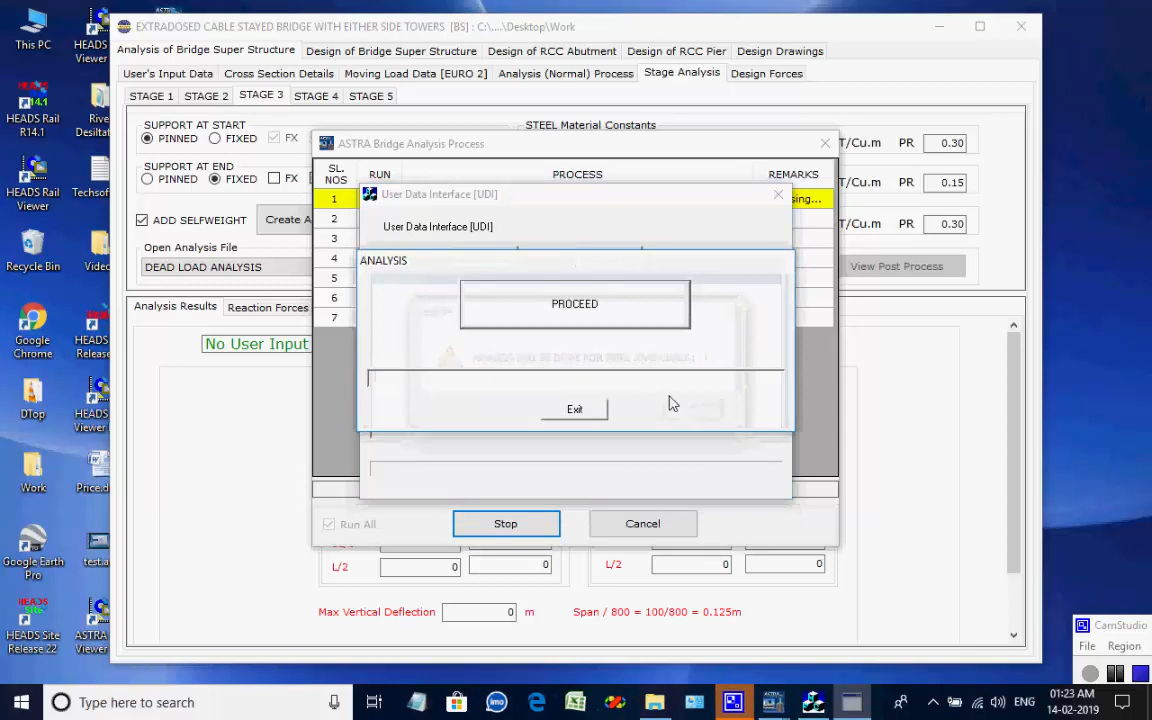 This PC
HEADS
Viewer
HEADS Rail
R14.1
Rive
Desiltat
HEADS Rail
Viewer
Techsof
Recycle Bin
Video
Google
Chrome
HEADS
Release
DTop
HEADS
Viewer
Work
Price.d
Google Earth
Pro
test.a
HEADS Site
Release 22
ASTRA
Viewer
EXTRADOSED CABLE STAYED BRIDGE WITH EITHER SIDE TOWERS [BS] : C:\....\Desktop\Work
Analysis of Bridge Super Structure
Design of Bridge Super Structure
Design of RCC Abutment
Design of RCC Pier
Design Drawings
User's Input Data
Cross Section Details
Moving Load Data [EURO 2]
Analysis (Normal) Process
Stage Analysis
Design Forces
STAGE 1
STAGE 2
STAGE 3
STAGE 4
STAGE 5
SUPPORT AT START
PINNED
FIXED
FX
STEEL Material Constants
T/Cu.m PR 0.30
SUPPORT AT END
PINNED
FIXED
FX
T/Cu.m PR 0.15
ADD SELFWEIGHT
Create A
T/Cu.m PR 0.30
Open Analysis File
DEAD LOAD ANALYSIS
View Post Process
Analysis Results
Reaction Forces
No User Input
ASTRA Bridge Analysis Process
SL.
NOS
RUN
PROCESS
REMARKS
1
sing...
2
3
4
5
6
7
User Data Interface [UDI]
User Data Interface [UDI]
ANALYSIS
PROCEED
Exit
Run All
Stop
Cancel
L/2 0 0
L/2 0 0
Max Vertical Deflection 0 m
Span / 800 = 100/800 = 0.125m
CamStudio
File Region
Type here to search
ENG
01:23 AM
14-02-2019